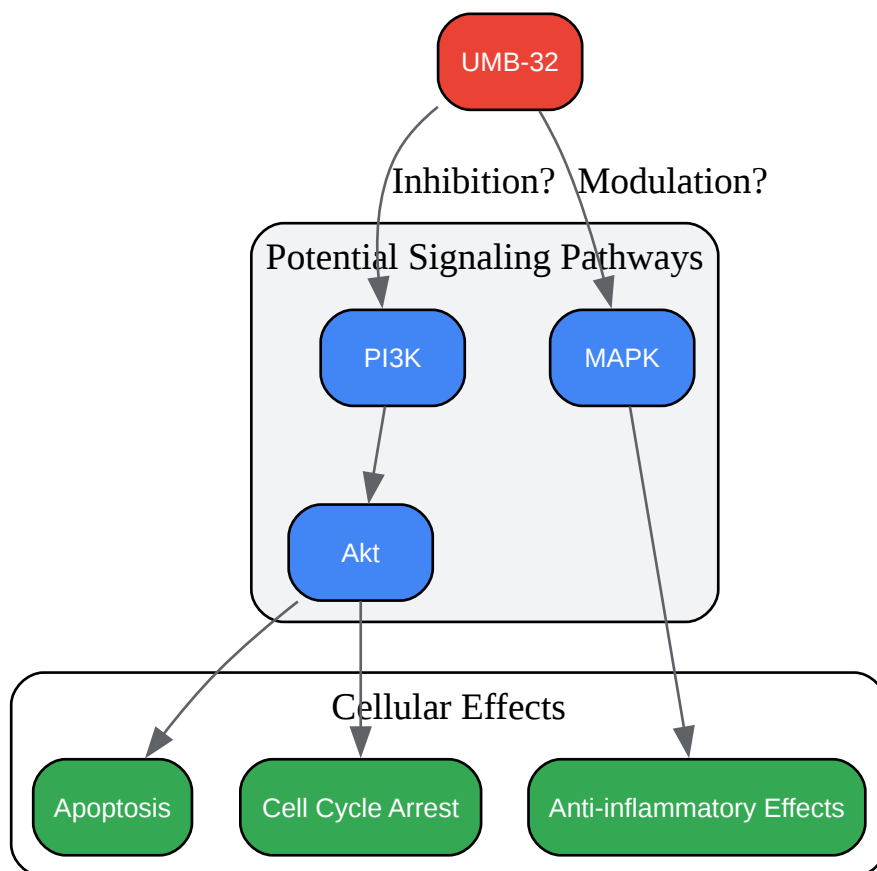 UMB-32
Inhibition? Modulation?
Potential Signaling Pathways
PI3K
MAPK
Akt
Cellular Effects
Apoptosis
Cell Cycle Arrest
Anti-inflammatory Effects